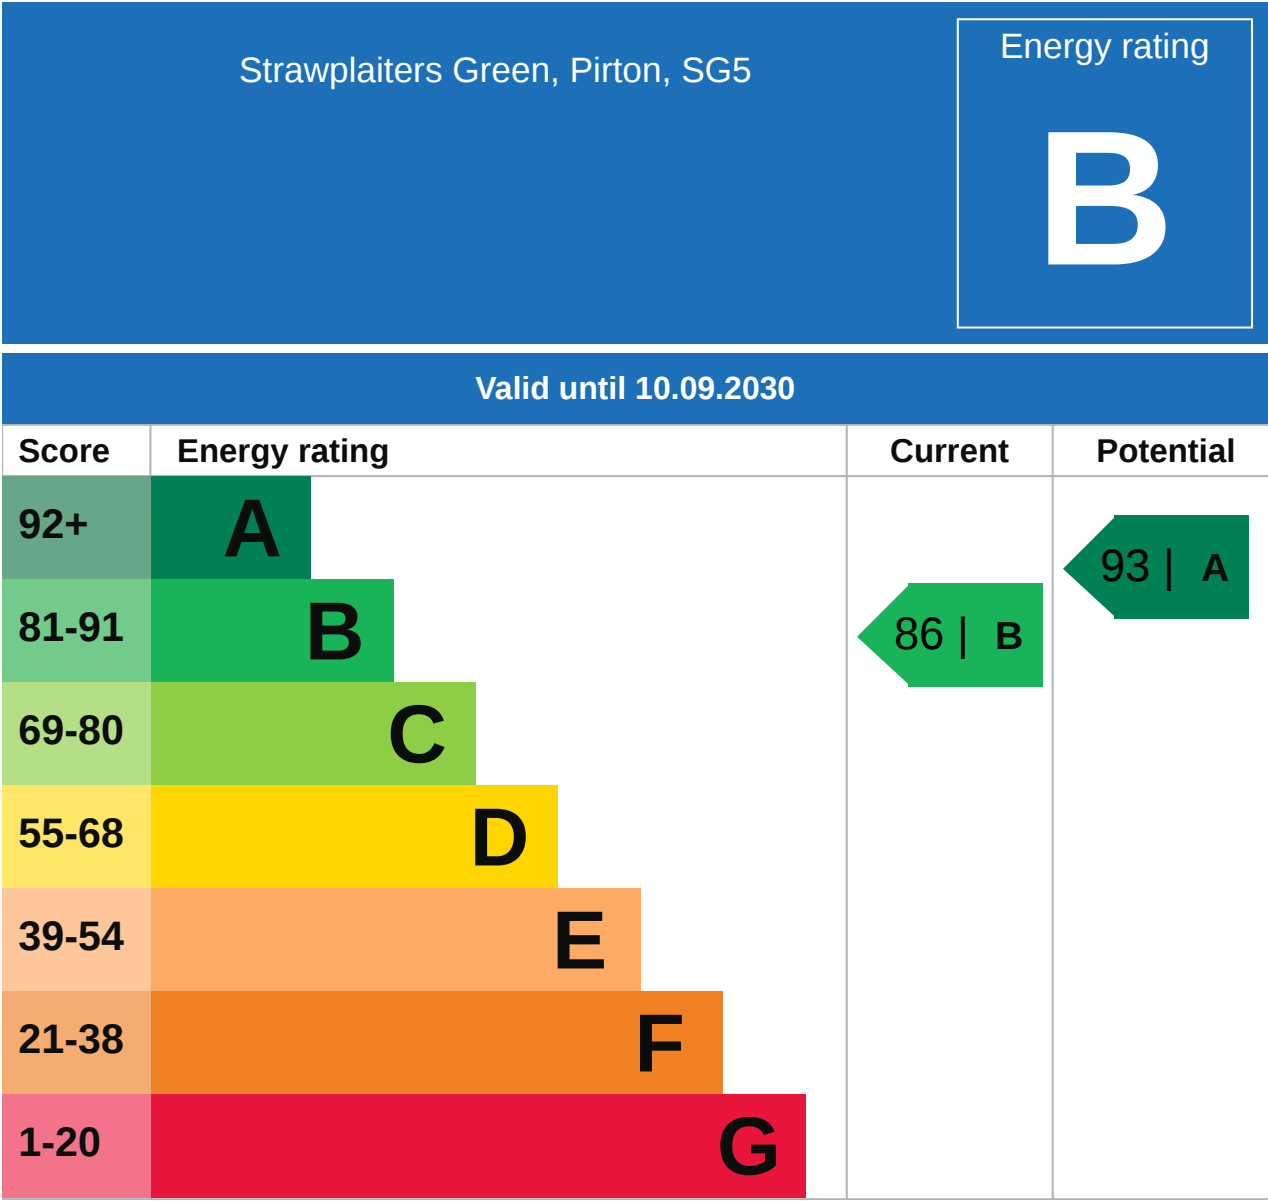 Strawplaiters Green, Pirton, SG5
Energy rating
B
Valid until 10.09.2030
Score Energy rating Current Potential
92+ A
93 | A
81-91 B
86 | B
69-80 C
55-68 D
39-54 E
21-38 F
1-20 G